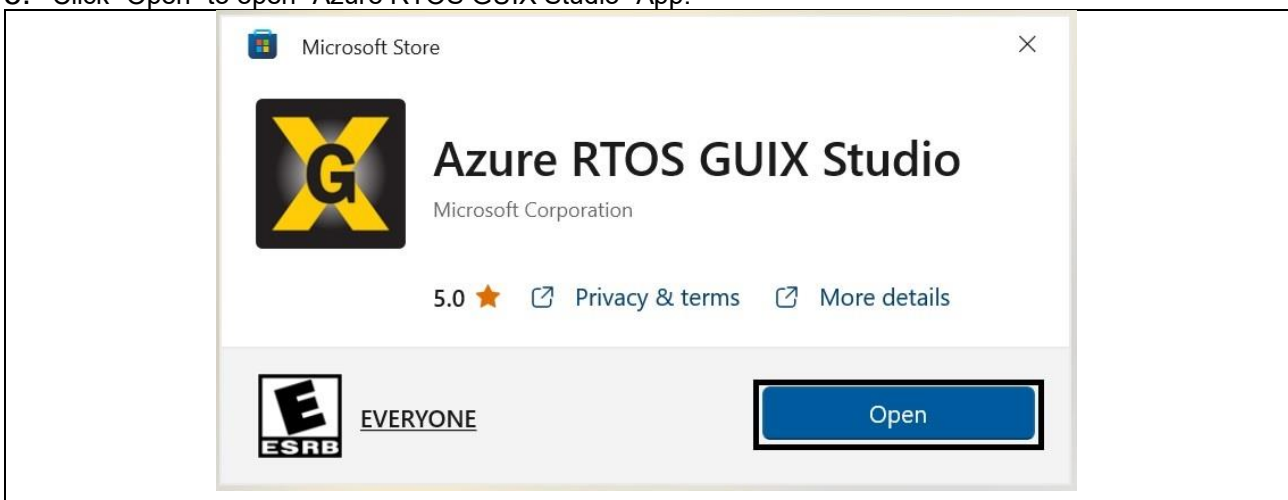 Click "Open" to open "Azure RTOS GUIX Studio" App.
Microsoft Store
G
Azure RTOS GUIX Studio
Microsoft Corporation
5.0 Privacy & terms More details
E
ESRB
EVERYONE
Open